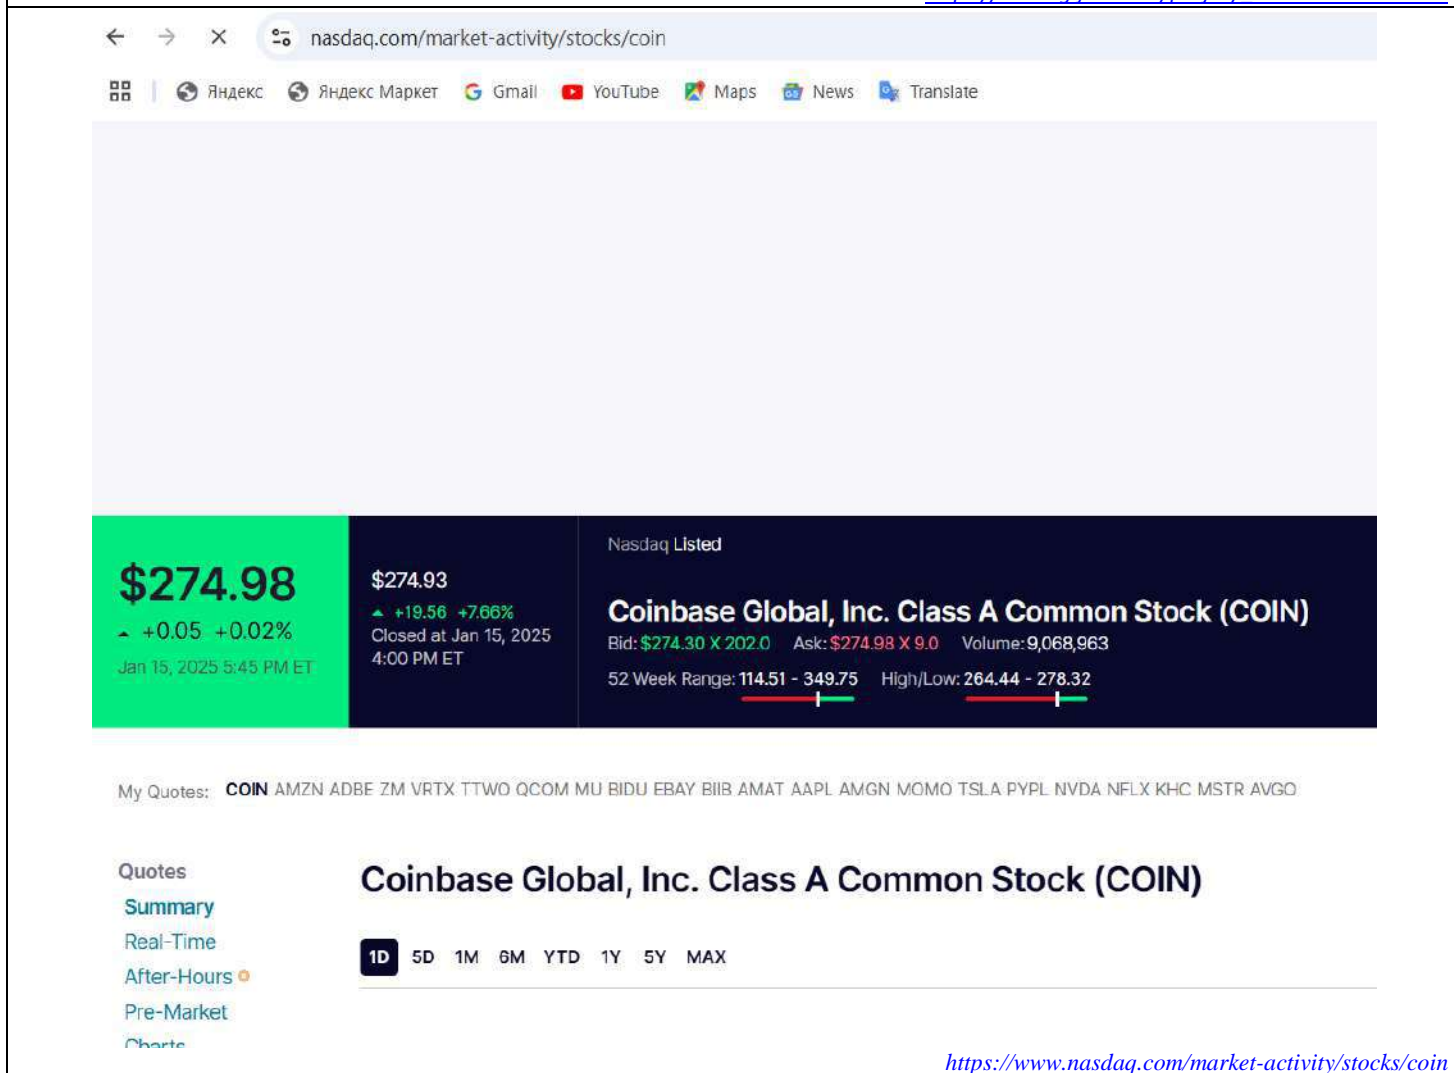 nasdaq.com/market-activity/stocks/coin
Яндекс Яндекс Маркет Gmail YouTube Maps News Translate
Nasdaq Listed
$274.98
+0.05 +0.02%
Jan 15, 2025 5:45 PM ET
$274.93
+19.56 +7.66%
Closed at Jan 15, 2025
4:00 PM ET
Coinbase Global, Inc. Class A Common Stock (COIN)
Bid: $274.30 X 202.0 Ask: $274.98 X 9.0 Volume: 9,068,963
52 Week Range: 114.51 - 349.75 High/Low: 264.44 - 278.32
My Quotes: COIN AMZN ADBE ZM VRTX TTWO QCOM MU BIDU EBAY BIIB AMAT AAPL AMGN MOMO TSLA PYPL NVDA NFLX KHC MSTR AVGO
Quotes
Summary
Real-Time
After-Hours
Pre-Market
Charts
Coinbase Global, Inc. Class A Common Stock (COIN)
1D 5D 1M 6M YTD 1Y 5Y MAX
https://www.nasdaq.com/market-activity/stocks/coin